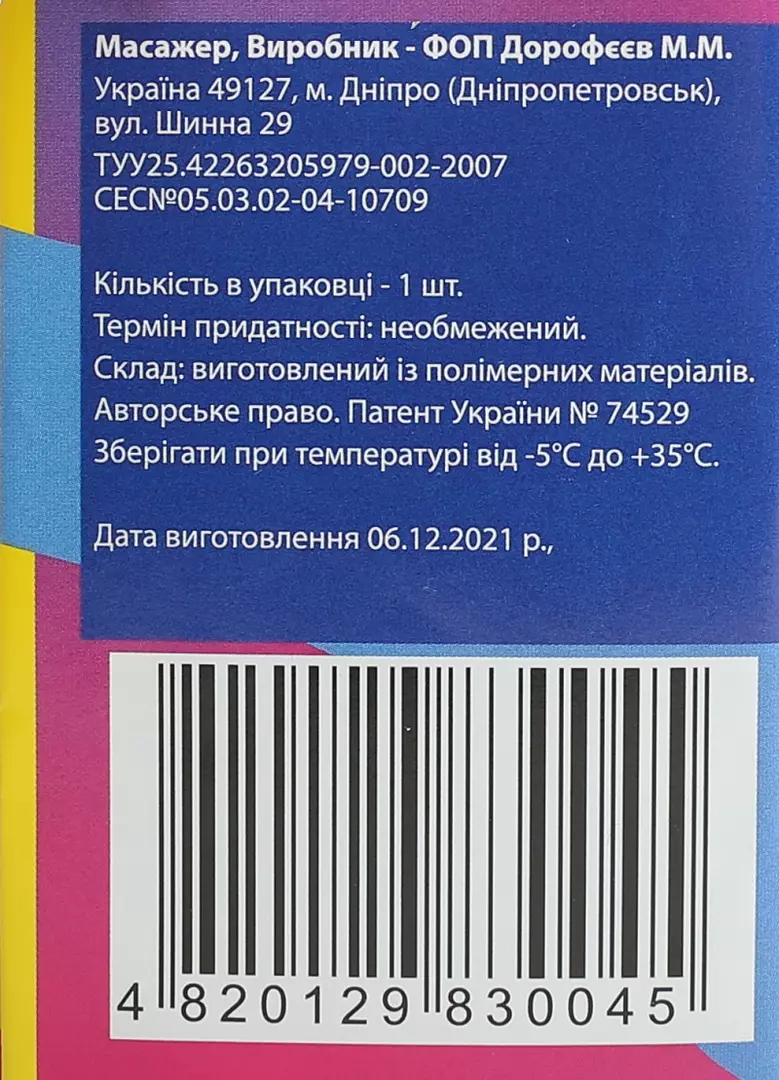 Масажер, Виробник - ФОП Дорофєєв М.М.
Україна 49127, м. Дніпро (Дніпропетровськ),
вул. Шинна 29
ТУУ25.42263205979-002-2007
СЕС№05.03.02-04-10709
Кількість в упаковці - 1 шт.
Термін придатності: необмежений.
Склад: виготовлений із полімерних матеріалів.
Авторське право. Патент України № 74529
Зберігати при температурі від -5°С до +35°С.
Дата виготовлення 06.12.2021 р.,
4 820129 830045